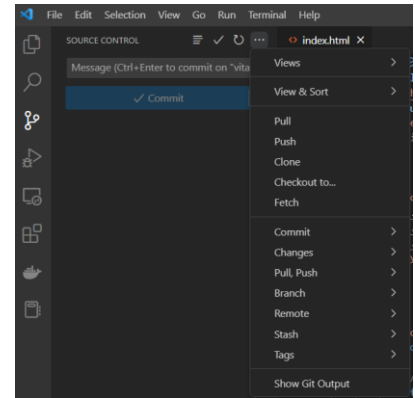 File Edit Selection View Go Run Terminal Help
SOURCE CONTROL
index.html
Message (Ctrl+Enter to commit on "vita
Commit
Views
View & Sort
Pull
Push
Clone
Checkout to...
Fetch
Commit
Changes
Pull, Push
Branch
Remote
Stash
Tags
Show Git Output